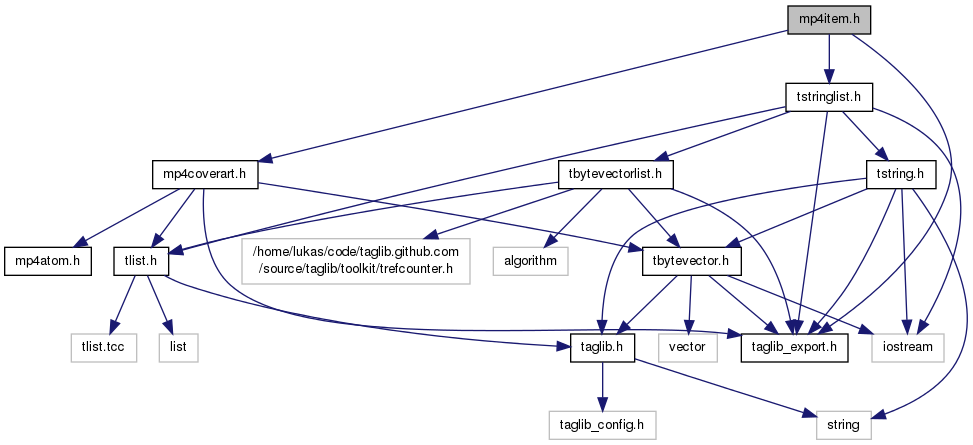 mp4item.h
tstringlist.h
mp4coverart.h
tbytevectorlist.h
tstring.h
mp4atom.h
tlist.h
/home/lukas/code/taglib.github.com
/source/taglib/toolkit/trefcounter.h
algorithm
tbytevector.h
tlist.tcc
list
taglib.h
vector
taglib_export.h
iostream
taglib_config.h
string